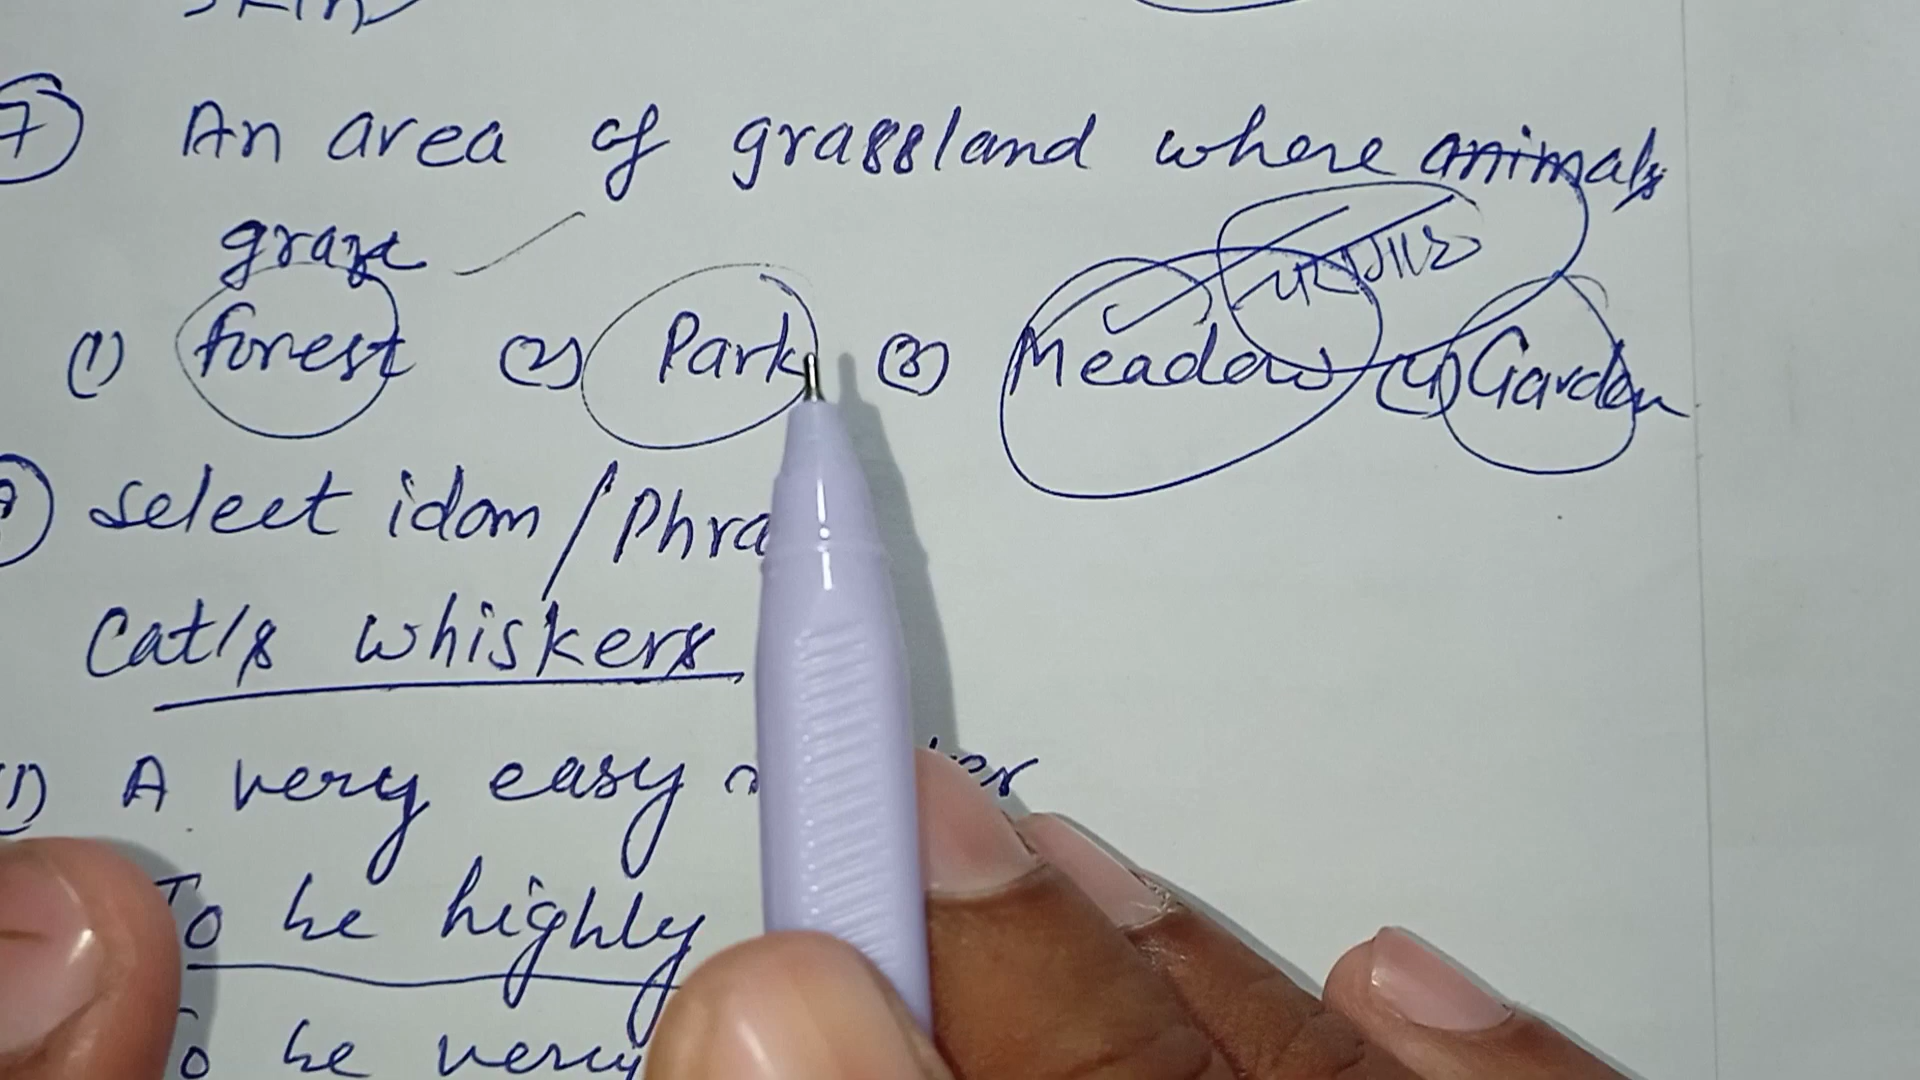 skin
7 An area of grassland where animals
graze
(1) forest (2) Park (3) Meadow (4) Garden
select idom / Phra
Cat's whiskers
(1) A very easy
To be highly
To be very